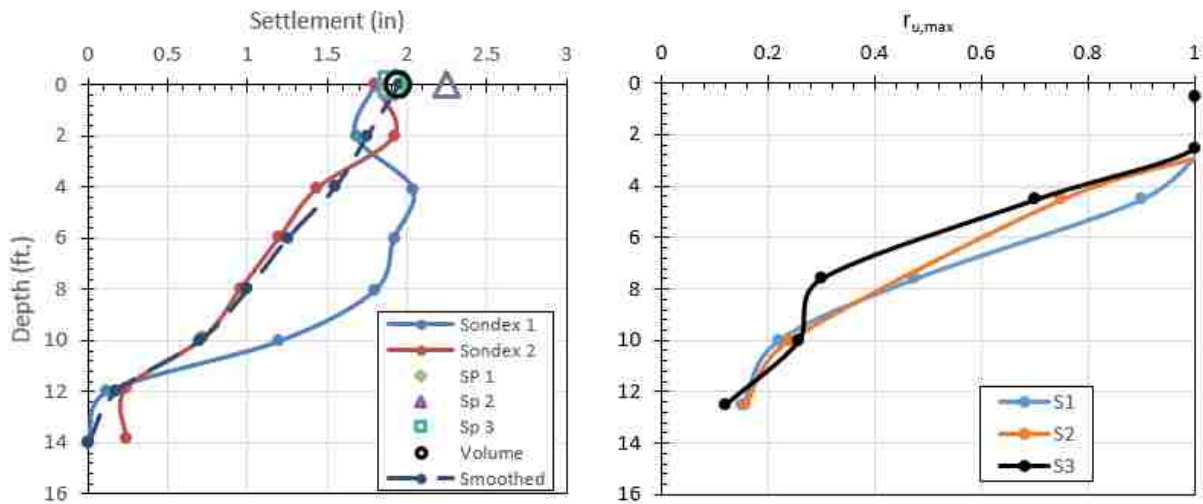 Settlement (in)
0 0.5 1 1.5 2 2.5 3
0
2
4
6
8
10
12
14
16
Depth (ft.)
Sondex 1
Sondex 2
SP 1
Sp 2
Sp 3
Volume
Smoothed
ru,max
0 0.2 0.4 0.6 0.8 1
0
2
4
6
8
10
12
14
16
S1
S2
S3